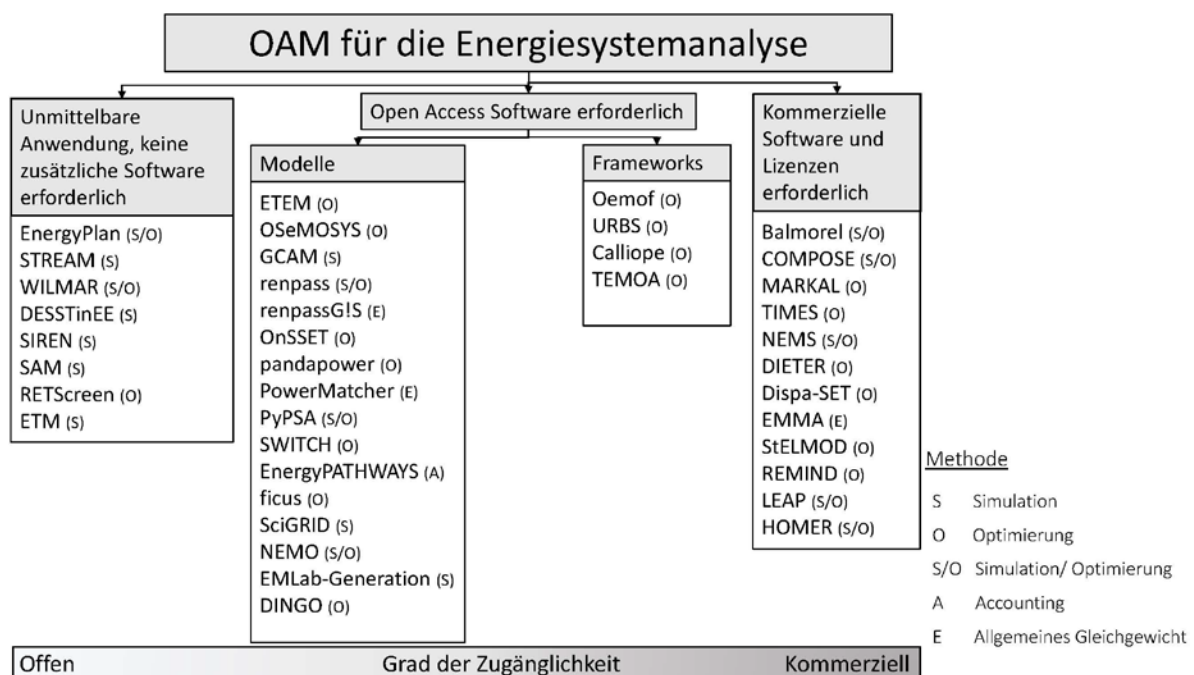 OAM für die Energiesystemanalyse
Unmittelbare
Anwendung, keine
zusätzliche Software
erforderlich
EnergyPlan (S/O)
STREAM (S)
WILMAR (S/O)
DESSTinEE (S)
SIREN (S)
SAM (S)
RETScreen (O)
ETM (S)
Open Access Software erforderlich
Modelle
ETEM (O)
OSeMOSYS (O)
GCAM (S)
renpass (S/O)
renpassG!S (E)
OnSSET (O)
pandapower (O)
PowerMatcher (E)
PyPSA (S/O)
SWITCH (O)
EnergyPATHWAYS (A)
ficus (O)
SciGRID (S)
NEMO (S/O)
EMLab-Generation (S)
DINGO (O)
Frameworks
Oemof (O)
URBS (O)
Calliope (O)
TEMOA (O)
Kommerzielle
Software und
Lizenzen
erforderlich
Balmorel (S/O)
COMPOSE (S/O)
MARKAL (O)
TIMES (O)
NEMS (S/O)
DIETER (O)
Dispa-SET (O)
EMMA (E)
StELMOD (O)
REMIND (O)
LEAP (S/O)
HOMER (S/O)
Methode
S Simulation
O Optimierung
S/O Simulation/ Optimierung
A Accounting
E Allgemeines Gleichgewicht
Offen Grad der Zugänglichkeit Kommerziell